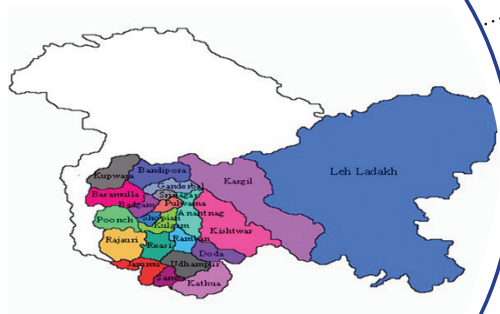 Leh Ladakh
Kupwara
Bandipora
Kargil
Ganderbal
Baramulla
Srinagar
Badgam
Pulwama
Poonch
Shopian
Anantnag
Kulgam
Kishtwar
Rajauri
Reasi
Ramban
Doda
Jammu
Udhampur
Samba
Kathua